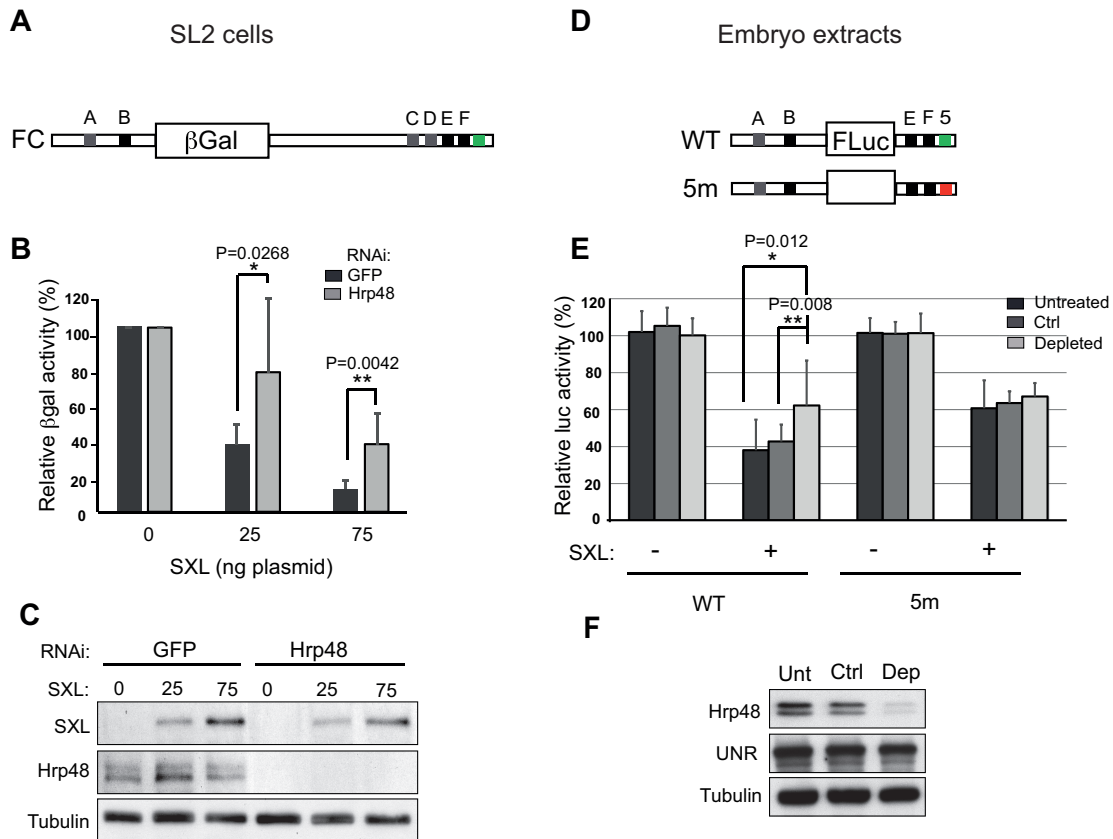 A
SL2 cells
A B C D E F
FC βGal
B
P=0.0268
*
RNAi:
GFP
Hrp48
P=0.0042
**
Relative βgal activity (%)
120
100
80
60
40
20
0
0 25 75
SXL (ng plasmid)
C
RNAi: GFP Hrp48
SXL: 0 25 75 0 25 75
SXL
Hrp48
Tubulin
D
Embryo extracts
A B E F 5
WT FLuc
5m
E
P=0.012
*
P=0.008
**
Untreated
Ctrl
Depleted
Relative luc activity (%)
120
100
80
60
40
20
0
SXL: - + - +
WT 5m
F
Unt Ctrl Dep
Hrp48
UNR
Tubulin